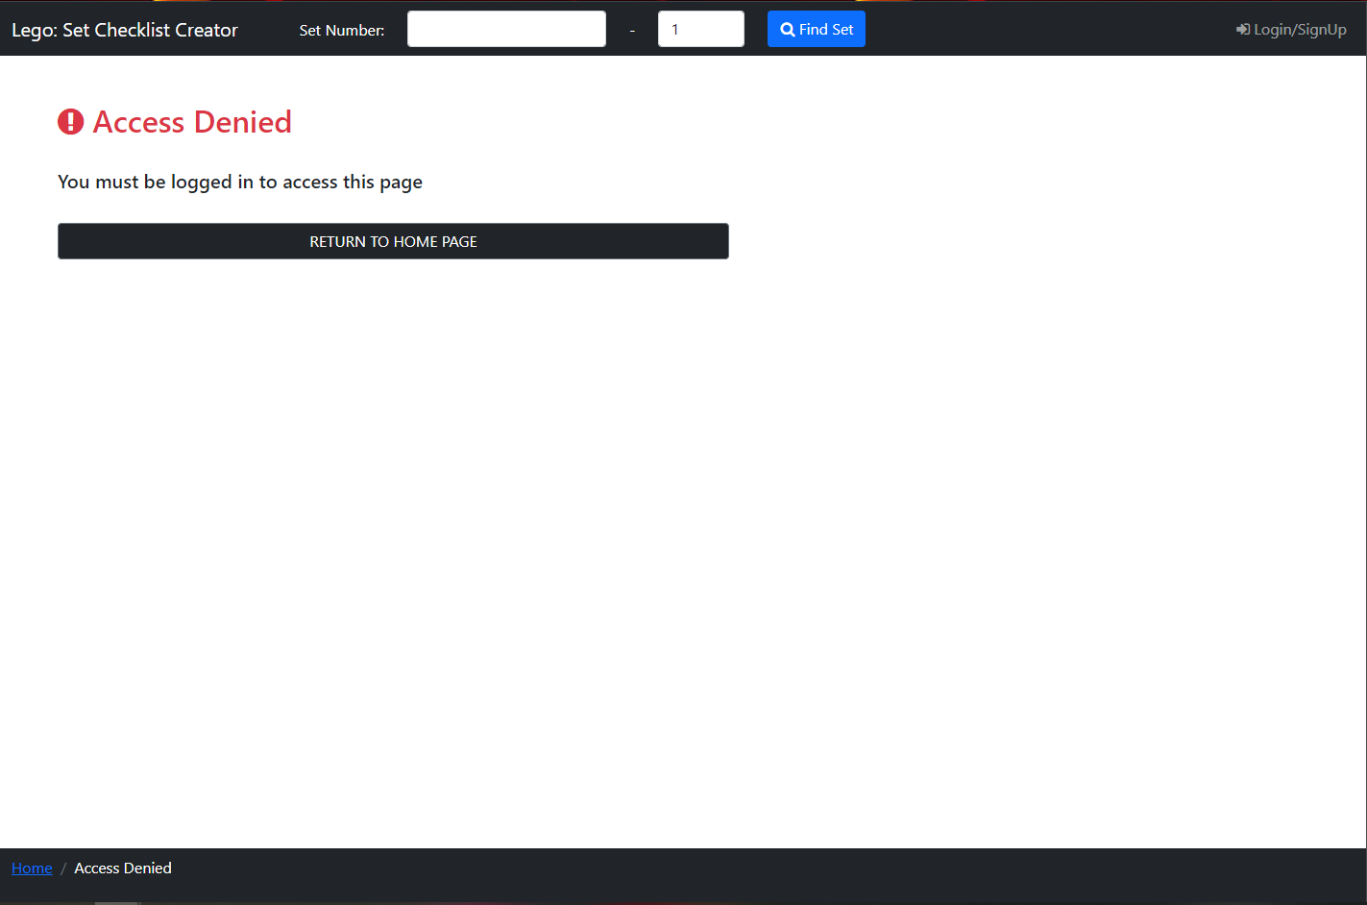 Lego: Set Checklist Creator
Set Number:
-
1
Find Set
Login/SignUp
Access Denied
You must be logged in to access this page
RETURN TO HOME PAGE
Home / Access Denied